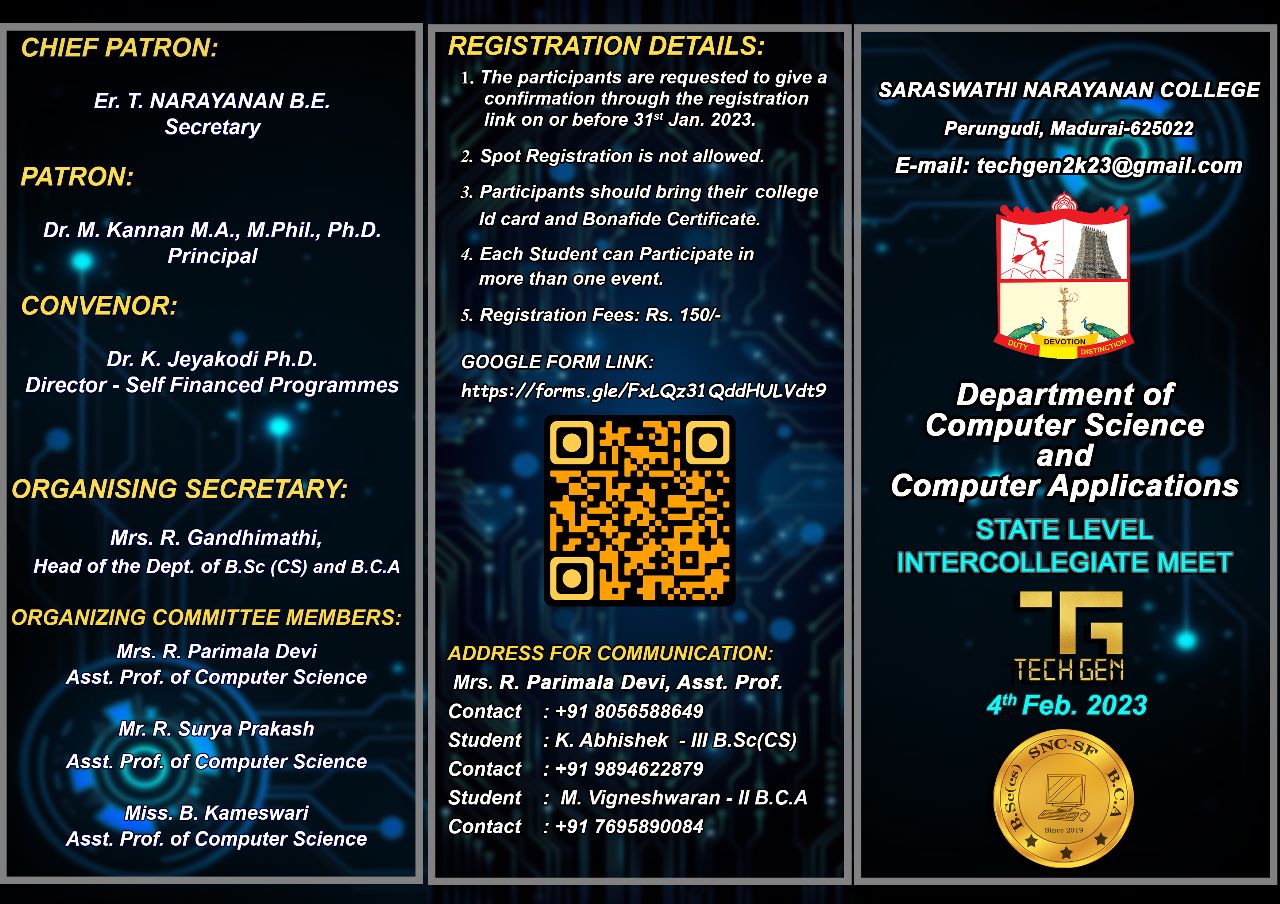 CHIEF PATRON:
Er. T. NARAYANAN B.E.
Secretary
PATRON:
Dr. M. Kannan M.A., M.Phil., Ph.D.
Principal
CONVENOR:
Dr. K. Jeyakodi Ph.D.
Director - Self Financed Programmes
ORGANISING SECRETARY:
Mrs. R. Gandhimathi,
Head of the Dept. of B.Sc (CS) and B.C.A
ORGANIZING COMMITTEE MEMBERS:
Mrs. R. Parimala Devi
Asst. Prof. of Computer Science
Mr. R. Surya Prakash
Asst. Prof. of Computer Science
Miss. B. Kameswari
Asst. Prof. of Computer Science
REGISTRATION DETAILS:
1. The participants are requested to give a
confirmation through the registration
link on or before 31st Jan. 2023.
2. Spot Registration is not allowed.
3. Participants should bring their college
Id card and Bonafide Certificate.
4. Each Student can Participate in
more than one event.
5. Registration Fees: Rs. 150/-
GOOGLE FORM LINK:
https://forms.gle/FxLQz31QddHULVdt9
ADDRESS FOR COMMUNICATION:
Mrs. R. Parimala Devi, Asst. Prof.
Contact : +91 8056588649
Student : K. Abhishek - III B.Sc(CS)
Contact : +91 9894622879
Student : M. Vigneshwaran - II B.C.A
Contact : +91 7695890084
SARASWATHI NARAYANAN COLLEGE
Perungudi, Madurai-625022
E-mail: techgen2k23@gmail.com
DUTY DEVOTION DISTINCTION
Department of
Computer Science
and
Computer Applications
STATE LEVEL
INTERCOLLEGIATE MEET
TG
TECH GEN
4th Feb. 2023
B.Sc(cs) SNC-SF B.C.A
Since 2019